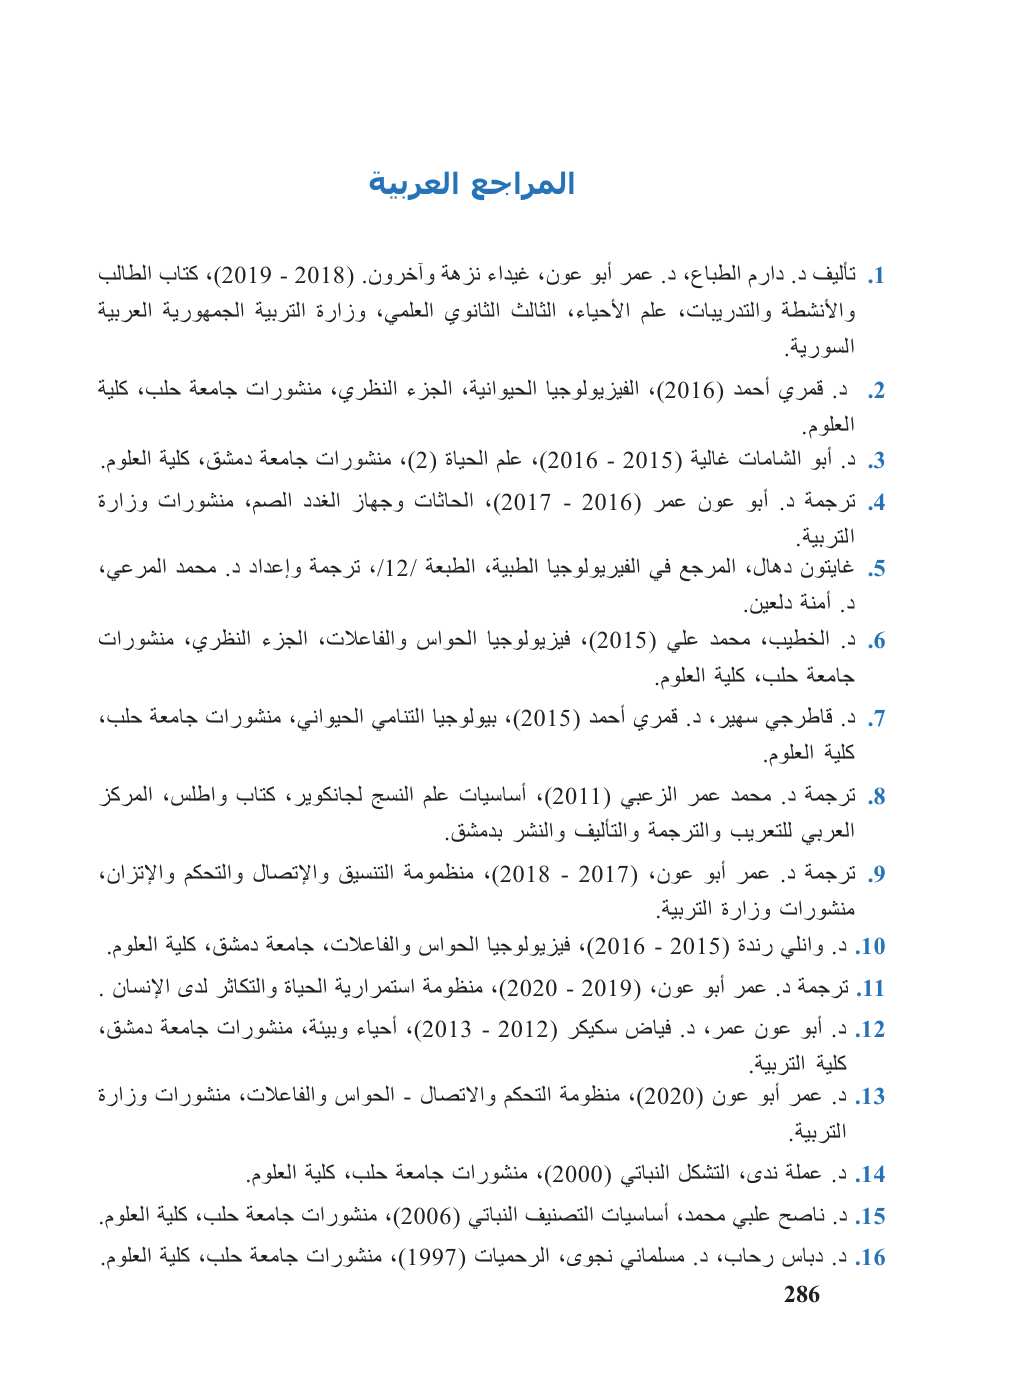 المراجع العربية
1. تأليف د. دارم الطباع، د. عمر أبو عون، غيداء نزهة وآخرون. (2018 - 2019)، كتاب الطالب
والأنشطة والتدريبات، علم الأحياء، الثالث الثانوي العلمي، وزارة التربية الجمهورية العربية
السورية.
2. د. قمري أحمد (2016)، الفيزيولوجيا الحيوانية، الجزء النظري، منشورات جامعة حلب، كلية
العلوم.
3. د. أبو الشامات غالية (2015 - 2016)، علم الحياة (2)، منشورات جامعة دمشق، كلية العلوم.
4. ترجمة د. أبو عون عمر (2016 - 2017)، الحاثات وجهاز الغدد الصم، منشورات وزارة
التربية.
5. غايتون دهال، المرجع في الفيريولوجيا الطبية، الطبعة /12/، ترجمة وإعداد د. محمد المرعي،
د. أمنة دلعين.
6. د. الخطيب، محمد علي (2015)، فيزيولوجيا الحواس والفاعلات، الجزء النظري، منشورات
جامعة حلب، كلية العلوم.
7. د. قاطرجي سهير، د. قمري أحمد (2015)، بيولوجيا التنامي الحيواني، منشورات جامعة حلب،
كلية العلوم.
8. ترجمة د. محمد عمر الزعبي (2011)، أساسيات علم النسج لجانكوير، كتاب واطلس، المركز
العربي للتعريب والترجمة والتأليف والنشر بدمشق.
9. ترجمة د. عمر أبو عون، (2017 - 2018)، منظمومة التنسيق والإتصال والتحكم والإتزان،
منشورات وزارة التربية.
10. د. وانلي رندة (2015 - 2016)، فيزيولوجيا الحواس والفاعلات، جامعة دمشق، كلية العلوم.
11. ترجمة د. عمر أبو عون، (2019 - 2020)، منظومة استمرارية الحياة والتكاثر لدى الإنسان .
12. د. أبو عون عمر، د. فياض سكيكر (2012 - 2013)، أحياء وبيئة، منشورات جامعة دمشق،
كلية التربية.
13. د. عمر أبو عون (2020)، منظومة التحكم والاتصال - الحواس والفاعلات، منشورات وزارة
التربية.
14. د. عملة ندى، التشكل النباتي (2000)، منشورات جامعة حلب، كلية العلوم.
15. د. ناصح علبي محمد، أساسيات التصنيف النباتي (2006)، منشورات جامعة حلب، كلية العلوم.
16. د. دباس رحاب، د. مسلماني نجوى، الرحميات (1997)، منشورات جامعة حلب، كلية العلوم.
286